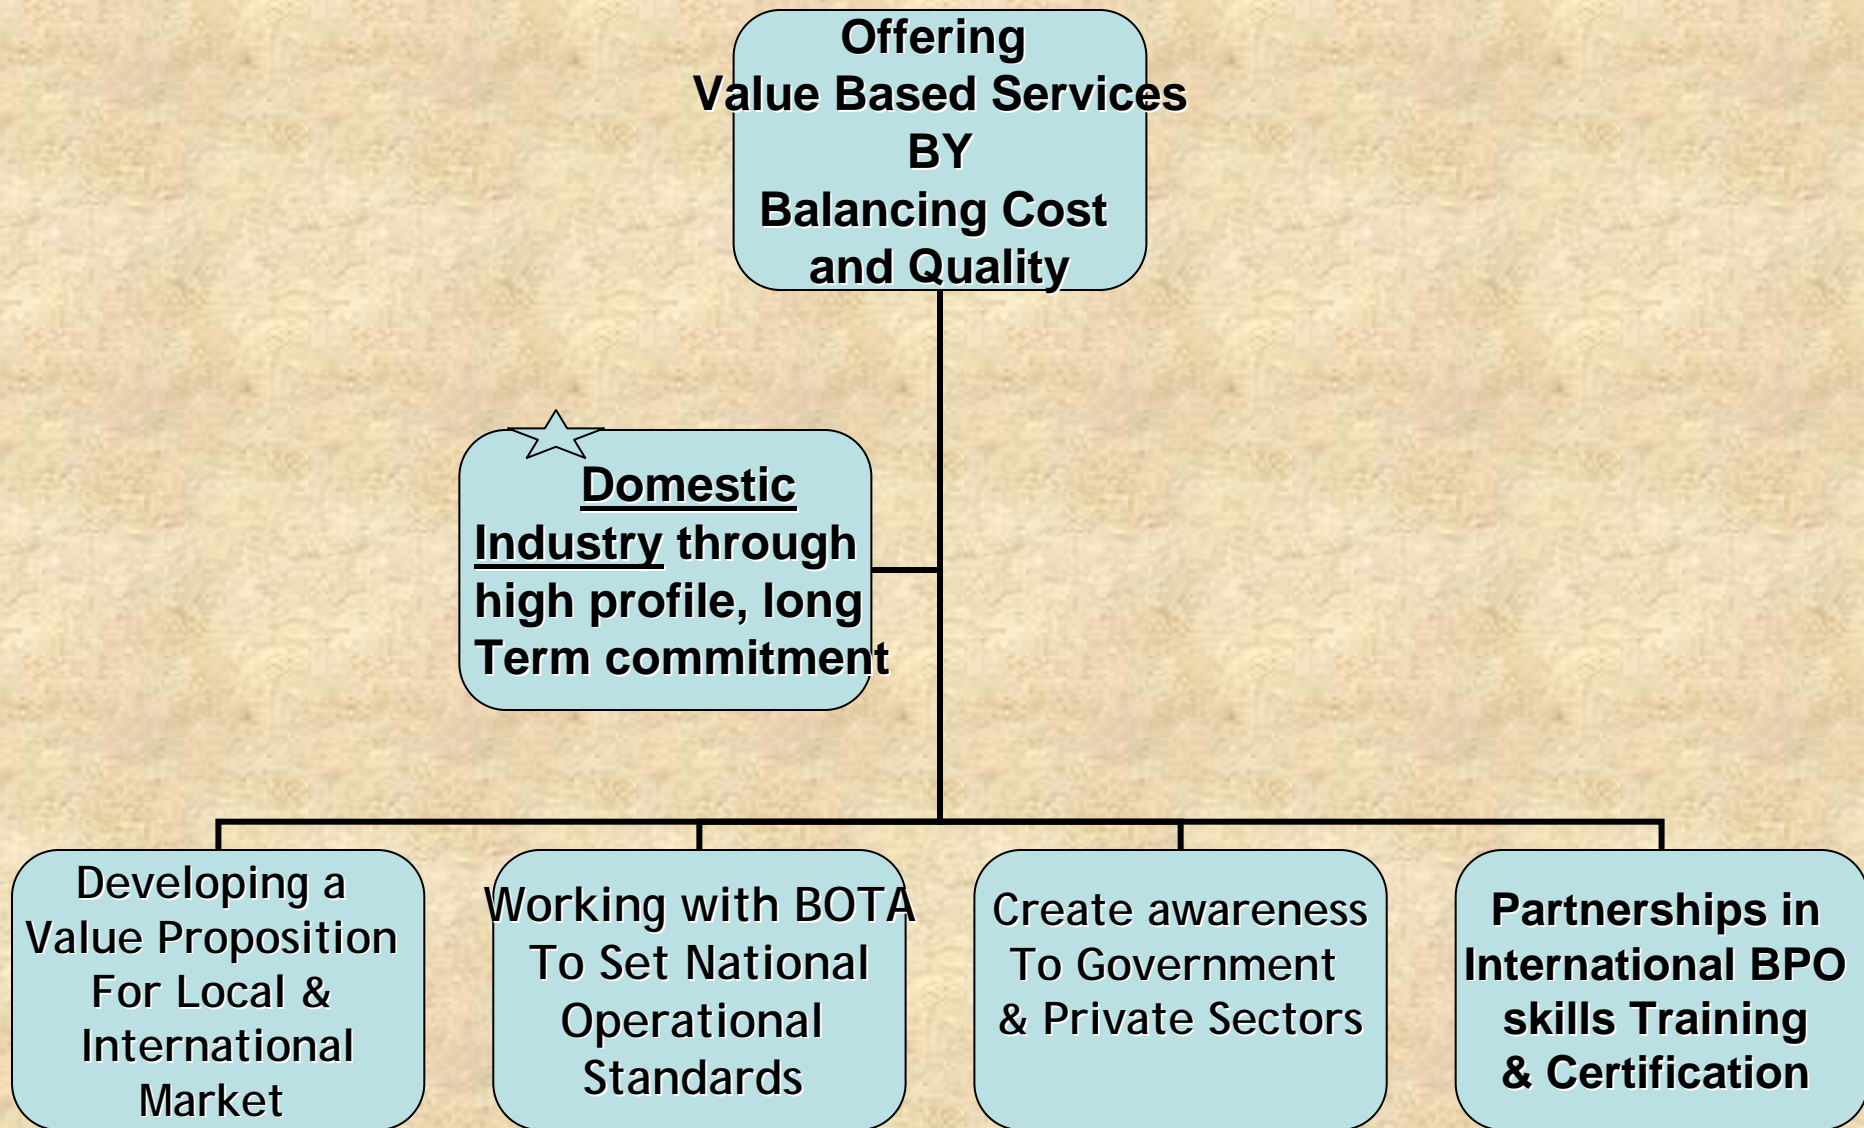 Offering
Value Based Services
BY
Balancing Cost
and Quality
Domestic
Industry through
high profile, long
Term commitment
Developing a
Value Proposition
For Local &
International
Market
Working with BOTA
To Set National
Operational
Standards
Create awareness
To Government
& Private Sectors
Partnerships in
International BPO
skills Training
& Certification